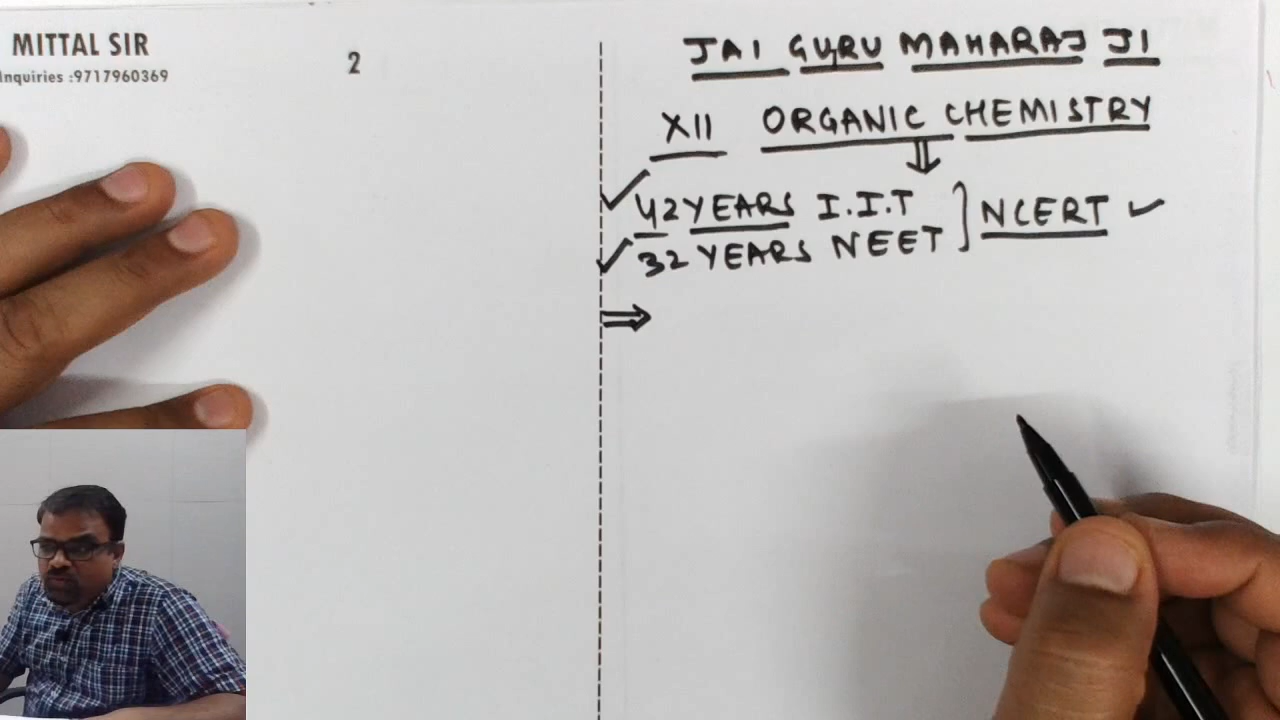 MITTAL SIR
Inquiries :9717960369
2
JAI GURU MAHARAJ JI
XII ORGANIC CHEMISTRY
⇓
✓ 42 YEARS I.I.T ] NCERT ✓
✓ 32 YEARS NEET
⇒